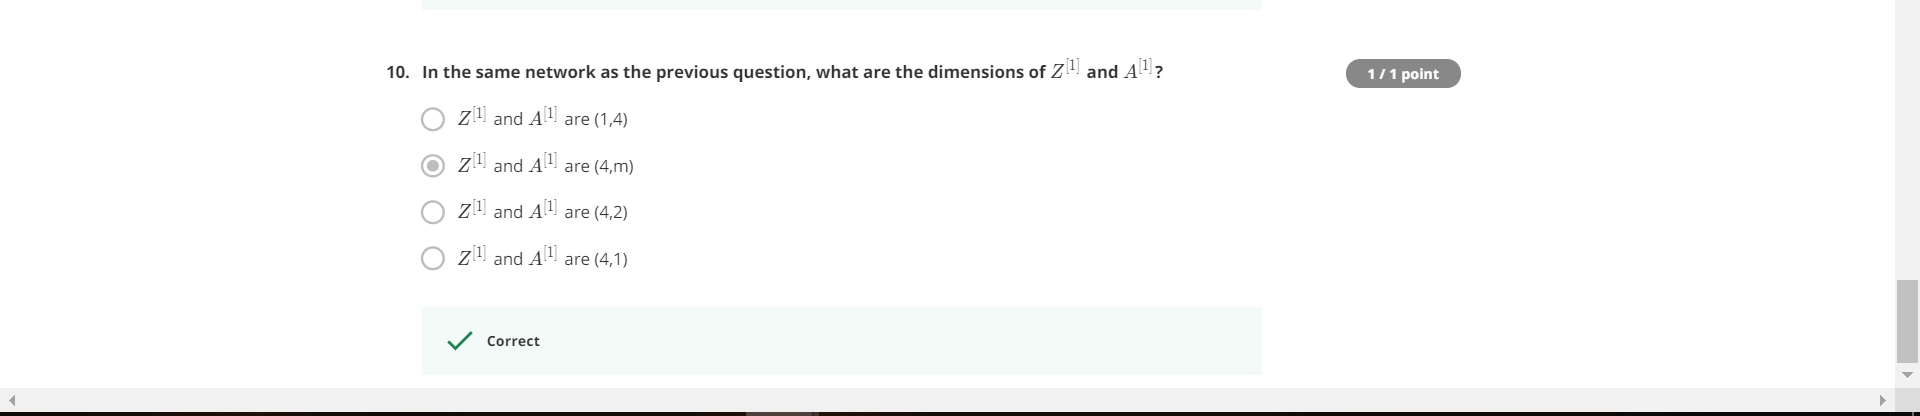 10. In the same network as the previous question, what are the dimensions of Z[1] and A[1]?
1 / 1 point
Z[1] and A[1] are (1,4)
Z[1] and A[1] are (4,m)
Z[1] and A[1] are (4,2)
Z[1] and A[1] are (4,1)
Correct